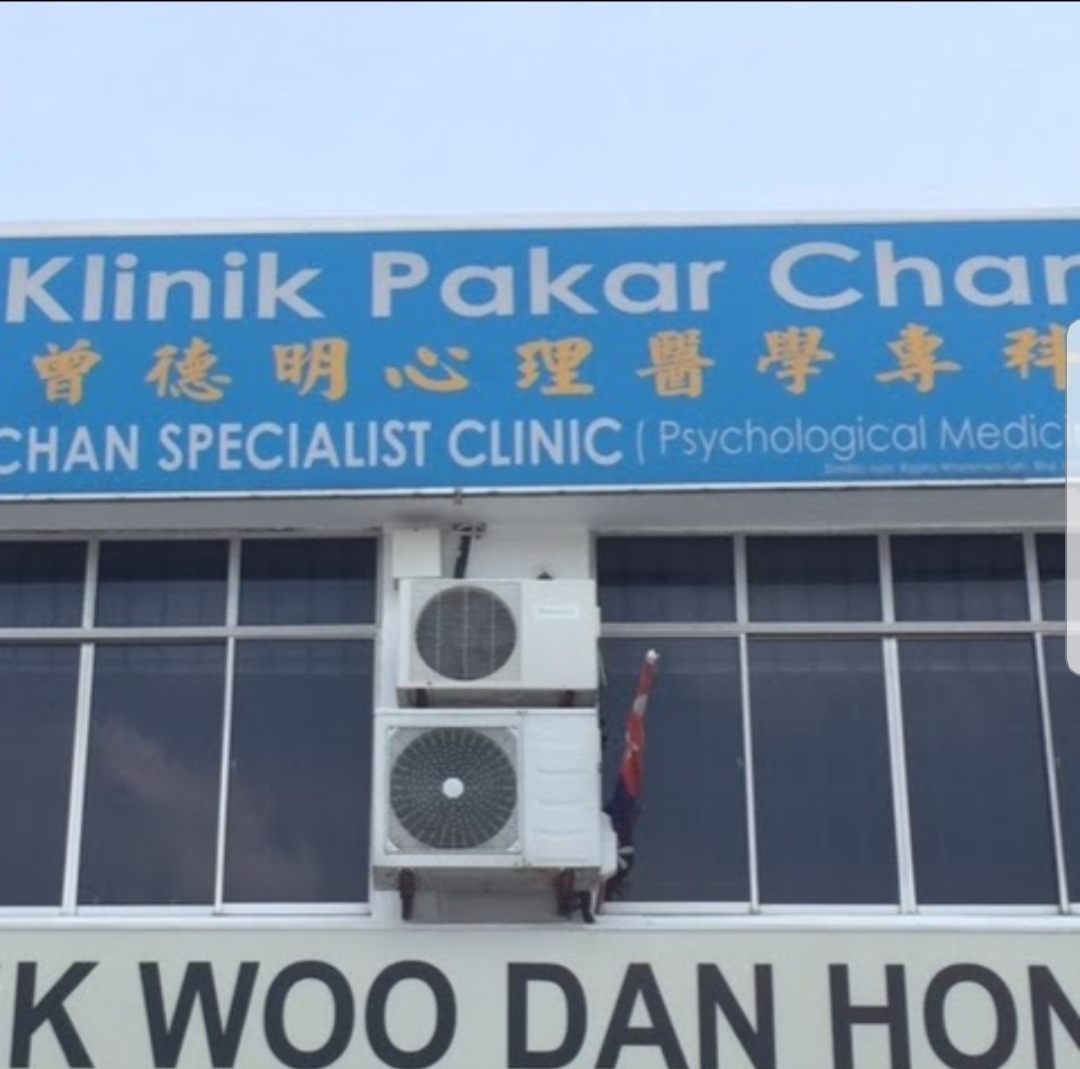 Klinik Pakar Chan
曾德明心理醫學專科
CHAN SPECIALIST CLINIC ( Psychological Medici
K WOO DAN HON